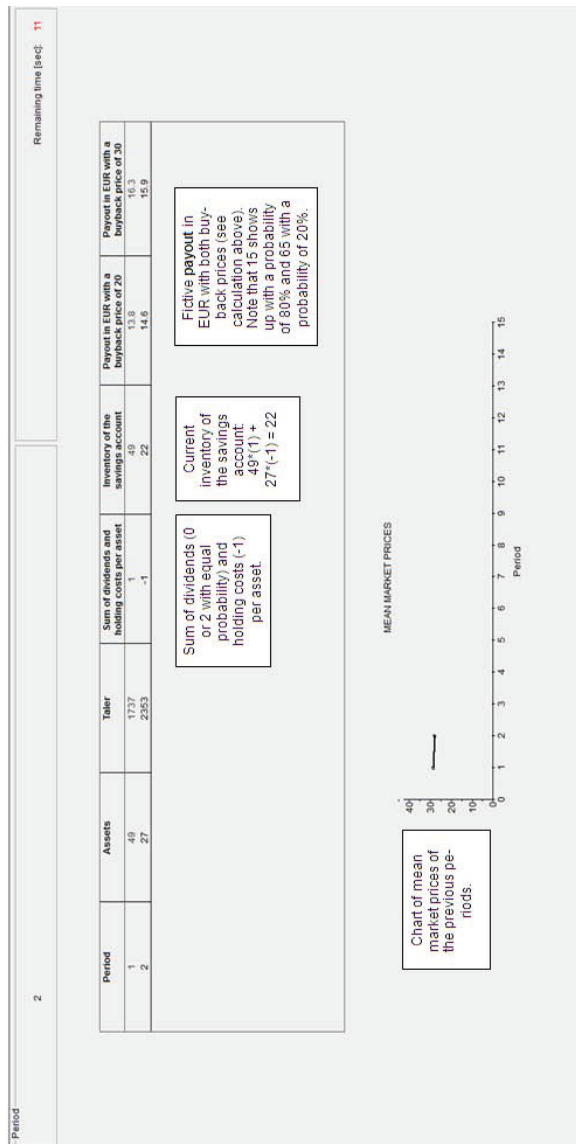 Period
2
Remaining time [sec]: 11
Period Assets Taler Sum of dividends and holding costs per asset Inventory of the savings account Payout in EUR with a buyback price of 20 Payout in EUR with a buyback price of 30
1 49 1737 1 49 13.8 16.3
2 27 2353 -1 22 14.6 15.9
Sum of dividends (0
or 2 with equal
probability) and
holding costs (-1)
per asset.
Current
inventory of
the savings
account:
49*(1) +
27*(-1) = 22
Fictive payout in
EUR with both buy-
back prices (see
calculation above).
Note that 15 shows
up with a probability
of 80% and 65 with a
probability of 20%.
Chart of mean
market prices of
the previous pe-
riods.
MEAN MARKET PRICES
40
30
20
10
0
0 1 2 3 4 5 6 7 8 9 10 11 12 13 14 15
Period